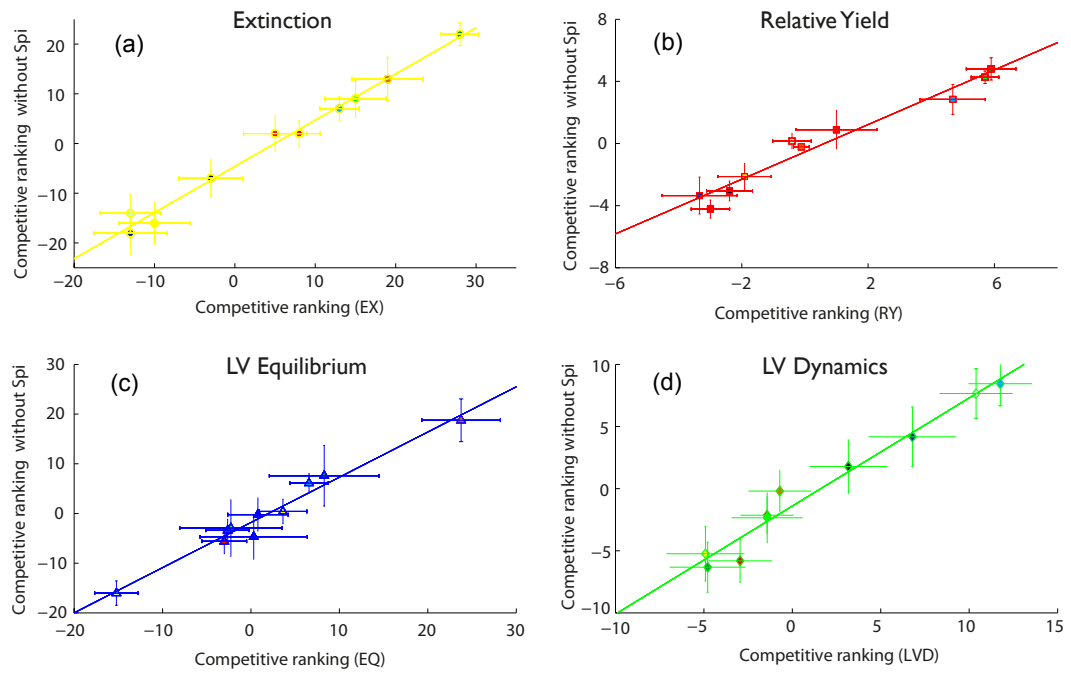 Extinction
(a)
Competitive ranking without Spi
20
10
0
−10
−20
−20
−10
0
10
20
30
Competitive ranking (EX)
Relative Yield
(b)
Competitive ranking without Spi
8
4
0
−4
−8
−6
−2
2
6
Competitive ranking (RY)
LV Equilibrium
(c)
Competitive ranking without Spi
30
20
10
0
−10
−20
−20
−10
0
10
20
30
Competitive ranking (EQ)
LV Dynamics
(d)
Competitive ranking without Spi
10
5
0
−5
−10
−5
0
5
10
15
Competitive ranking (LVD)